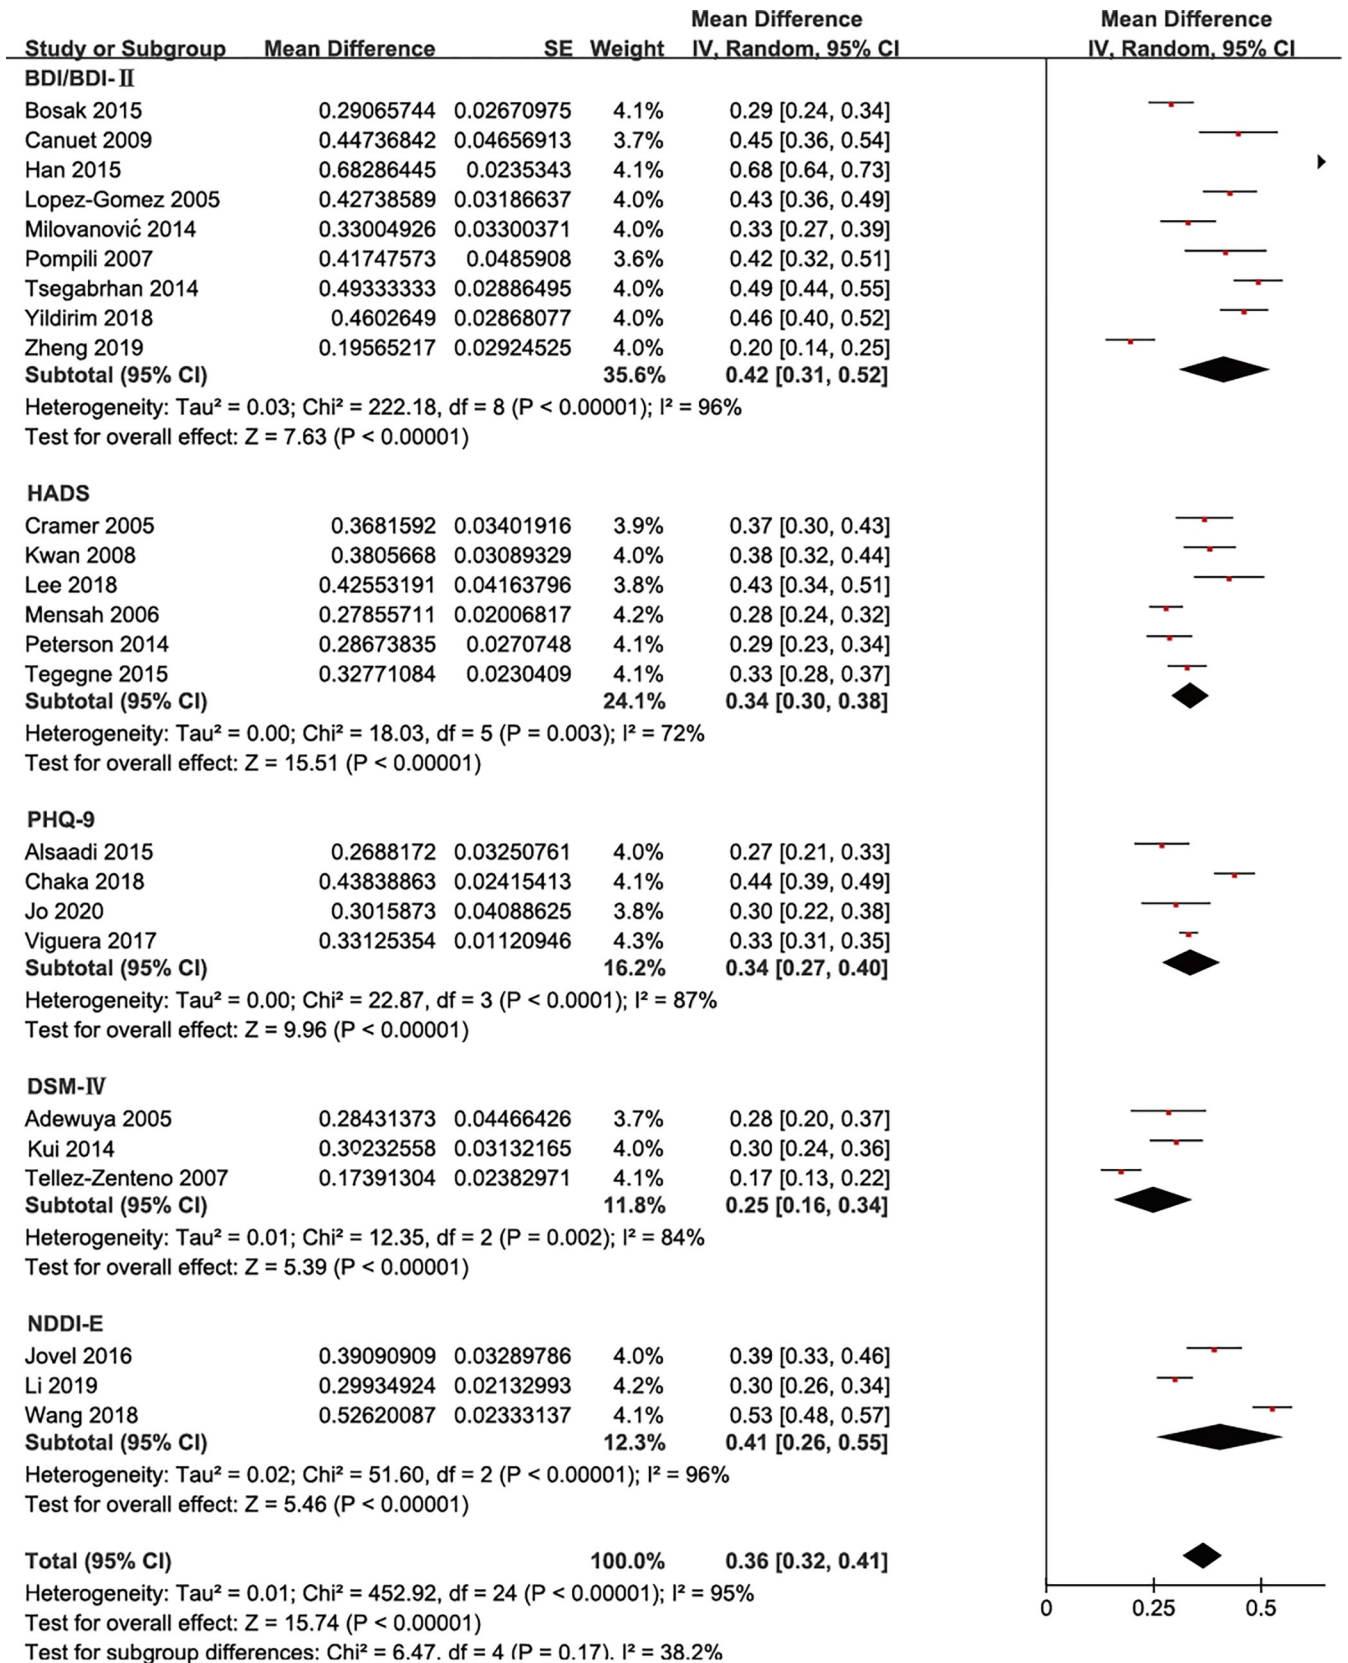 Mean Difference Mean Difference
Study or Subgroup Mean Difference SE Weight IV, Random, 95% CI IV, Random, 95% CI
BDI/BDI-Ⅱ
Bosak 2015 0.29065744 0.02670975 4.1% 0.29 [0.24, 0.34]
Canuet 2009 0.44736842 0.04656913 3.7% 0.45 [0.36, 0.54]
Han 2015 0.68286445 0.0235343 4.1% 0.68 [0.64, 0.73]
Lopez-Gomez 2005 0.42738589 0.03186637 4.0% 0.43 [0.36, 0.49]
Milovanović 2014 0.33004926 0.03300371 4.0% 0.33 [0.27, 0.39]
Pompili 2007 0.41747573 0.0485908 3.6% 0.42 [0.32, 0.51]
Tsegabrhan 2014 0.49333333 0.02886495 4.0% 0.49 [0.44, 0.55]
Yildirim 2018 0.4602649 0.02868077 4.0% 0.46 [0.40, 0.52]
Zheng 2019 0.19565217 0.02924525 4.0% 0.20 [0.14, 0.25]
Subtotal (95% CI) 35.6% 0.42 [0.31, 0.52]
Heterogeneity: Tau² = 0.03; Chi² = 222.18, df = 8 (P < 0.00001); I² = 96%
Test for overall effect: Z = 7.63 (P < 0.00001)
HADS
Cramer 2005 0.3681592 0.03401916 3.9% 0.37 [0.30, 0.43]
Kwan 2008 0.3805668 0.03089329 4.0% 0.38 [0.32, 0.44]
Lee 2018 0.42553191 0.04163796 3.8% 0.43 [0.34, 0.51]
Mensah 2006 0.27855711 0.02006817 4.2% 0.28 [0.24, 0.32]
Peterson 2014 0.28673835 0.0270748 4.1% 0.29 [0.23, 0.34]
Tegegne 2015 0.32771084 0.0230409 4.1% 0.33 [0.28, 0.37]
Subtotal (95% CI) 24.1% 0.34 [0.30, 0.38]
Heterogeneity: Tau² = 0.00; Chi² = 18.03, df = 5 (P = 0.003); I² = 72%
Test for overall effect: Z = 15.51 (P < 0.00001)
PHQ-9
Alsaadi 2015 0.2688172 0.03250761 4.0% 0.27 [0.21, 0.33]
Chaka 2018 0.43838863 0.02415413 4.1% 0.44 [0.39, 0.49]
Jo 2020 0.3015873 0.04088625 3.8% 0.30 [0.22, 0.38]
Viguera 2017 0.33125354 0.01120946 4.3% 0.33 [0.31, 0.35]
Subtotal (95% CI) 16.2% 0.34 [0.27, 0.40]
Heterogeneity: Tau² = 0.00; Chi² = 22.87, df = 3 (P < 0.0001); I² = 87%
Test for overall effect: Z = 9.96 (P < 0.00001)
DSM-Ⅳ
Adewuya 2005 0.28431373 0.04466426 3.7% 0.28 [0.20, 0.37]
Kui 2014 0.30232558 0.03132165 4.0% 0.30 [0.24, 0.36]
Tellez-Zenteno 2007 0.17391304 0.02382971 4.1% 0.17 [0.13, 0.22]
Subtotal (95% CI) 11.8% 0.25 [0.16, 0.34]
Heterogeneity: Tau² = 0.01; Chi² = 12.35, df = 2 (P = 0.002); I² = 84%
Test for overall effect: Z = 5.39 (P < 0.00001)
NDDI-E
Jovel 2016 0.39090909 0.03289786 4.0% 0.39 [0.33, 0.46]
Li 2019 0.29934924 0.02132993 4.2% 0.30 [0.26, 0.34]
Wang 2018 0.52620087 0.02333137 4.1% 0.53 [0.48, 0.57]
Subtotal (95% CI) 12.3% 0.41 [0.26, 0.55]
Heterogeneity: Tau² = 0.02; Chi² = 51.60, df = 2 (P < 0.00001); I² = 96%
Test for overall effect: Z = 5.46 (P < 0.00001)
Total (95% CI) 100.0% 0.36 [0.32, 0.41]
Heterogeneity: Tau² = 0.01; Chi² = 452.92, df = 24 (P < 0.00001); I² = 95%
Test for overall effect: Z = 15.74 (P < 0.00001)
Test for subgroup differences: Chi² = 6.47, df = 4 (P = 0.17), I² = 38.2%
0 0.25 0.5